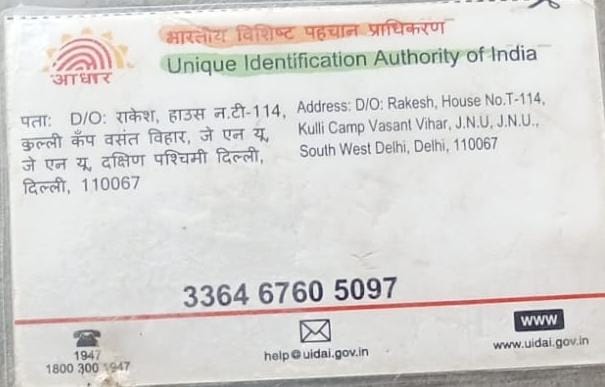 आधार
भारतीय विशिष्ट पहचान प्राधिकरण
Unique Identification Authority of India
पता: D/O: राकेश, हाउस न.टी-114,
कुल्ली कैंप वसंत विहार, जे एन यू,
जे एन यू, दक्षिण पश्चिमी दिल्ली,
दिल्ली, 110067
Address: D/O: Rakesh, House No.T-114,
Kulli Camp Vasant Vihar, J.N.U, J.N.U.,
South West Delhi, Delhi, 110067
3364 6760 5097
1947
1800 300 1947
help@uidai.gov.in
www
www.uidai.gov.in